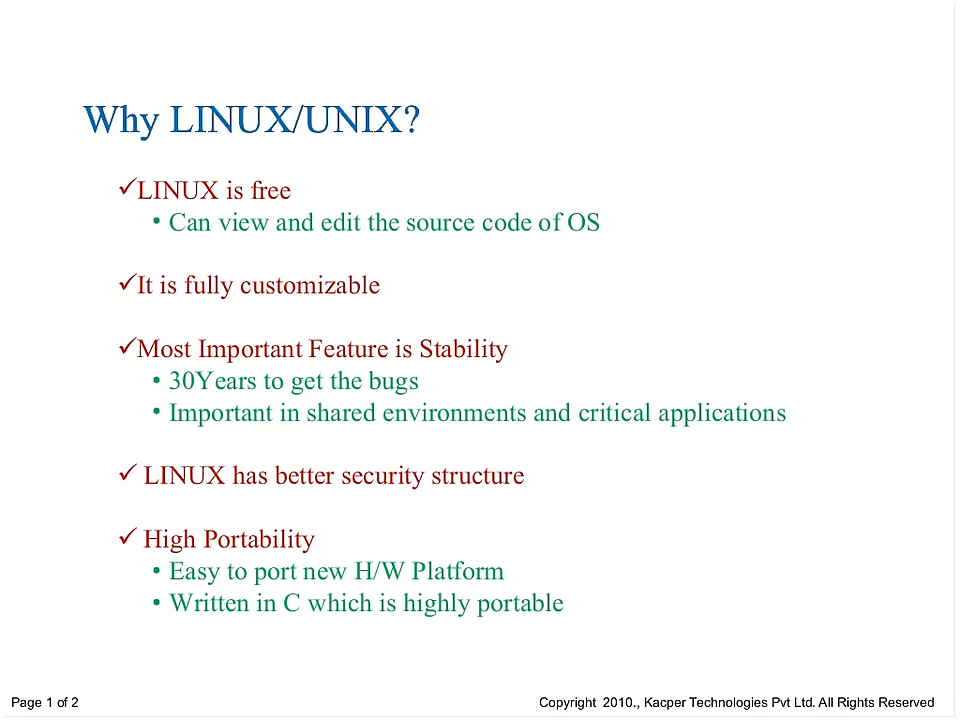 Why LINUX/UNIX?
✓LINUX is free
• Can view and edit the source code of OS
✓It is fully customizable
✓Most Important Feature is Stability
• 30Years to get the bugs
• Important in shared environments and critical applications
✓ LINUX has better security structure
✓ High Portability
• Easy to port new H/W Platform
• Written in C which is highly portable
Page 1 of 2 Copyright 2010., Kacper Technologies Pvt Ltd. All Rights Reserved